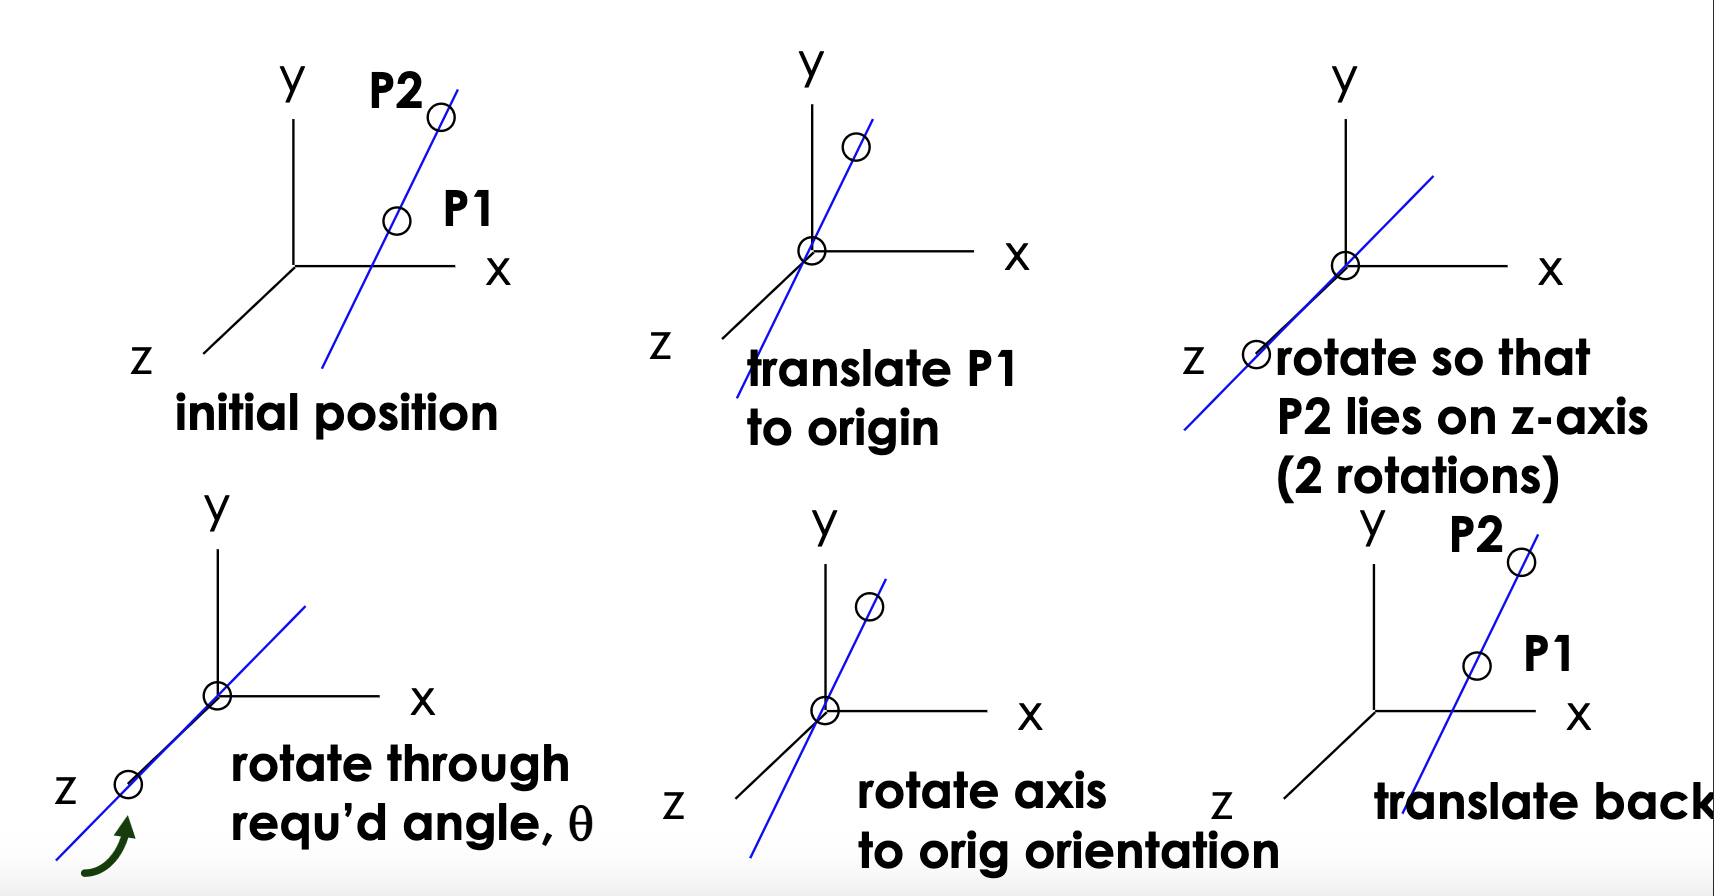 y
P2
P1
x
z
initial position
y
x
z
translate P1
to origin
y
x
z
rotate so that
P2 lies on z-axis
(2 rotations)
y
x
z
rotate through
requ'd angle, θ
y
x
z
rotate axis
to orig orientation
y
P2
P1
x
z
translate back